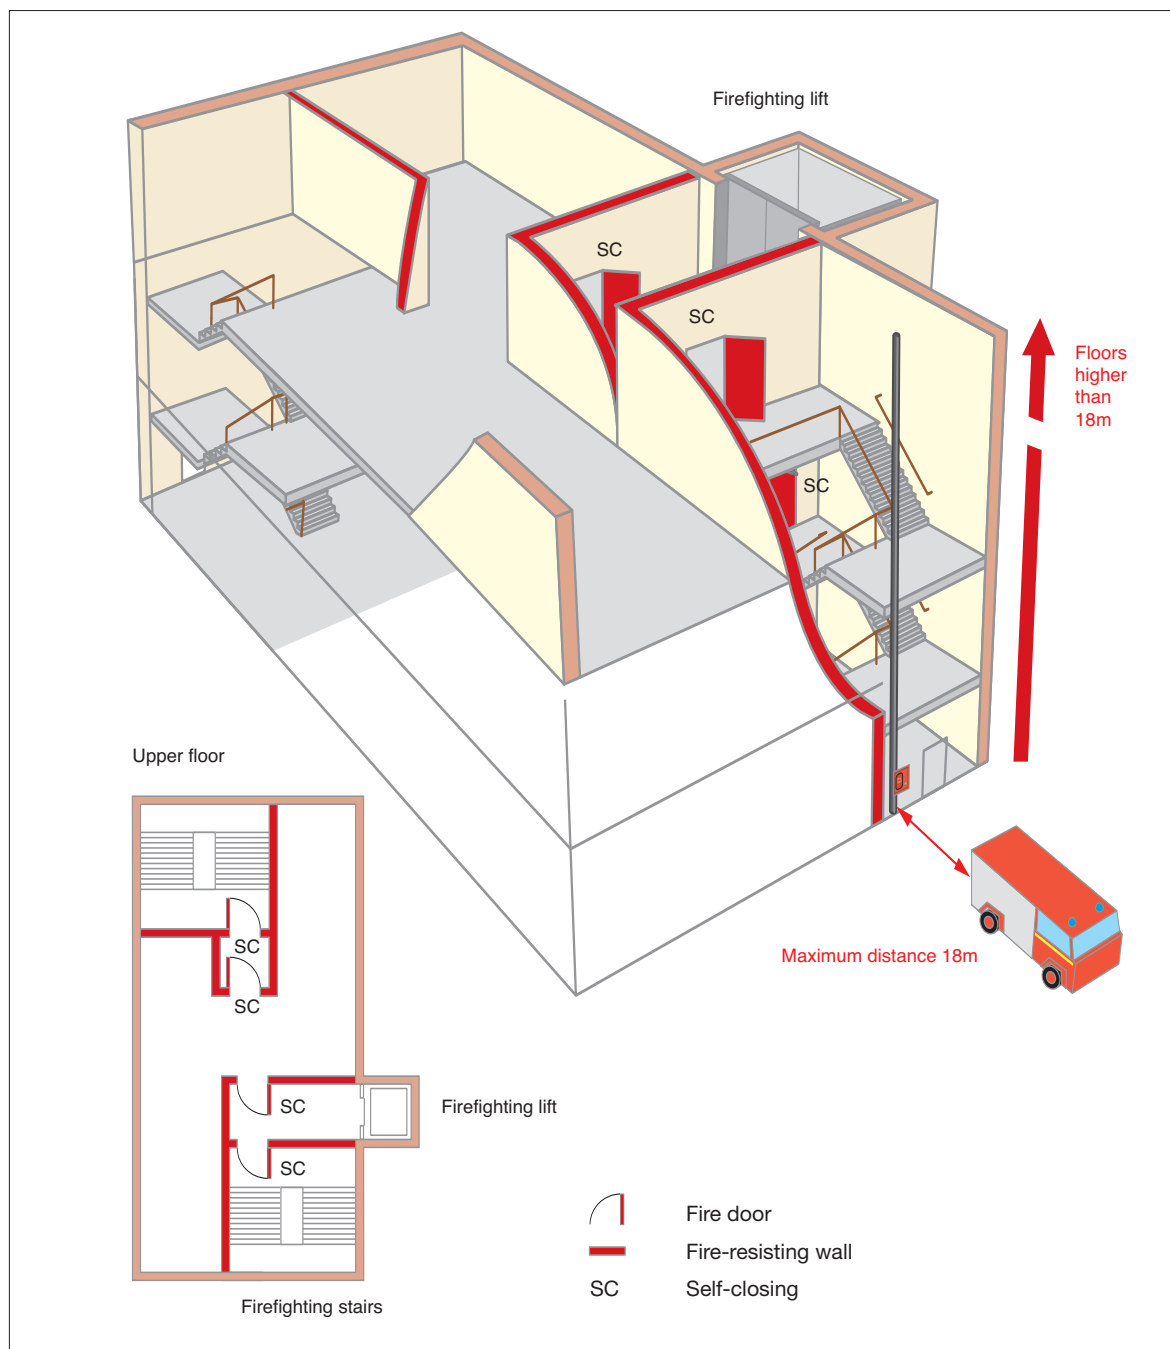 Firefighting lift
SC
SC
Floors
higher
than
18m
SC
Upper floor
Maximum distance 18m
SC
SC
SC
Firefighting lift
SC
Fire door
Fire-resisting wall
SC Self-closing
Firefighting stairs